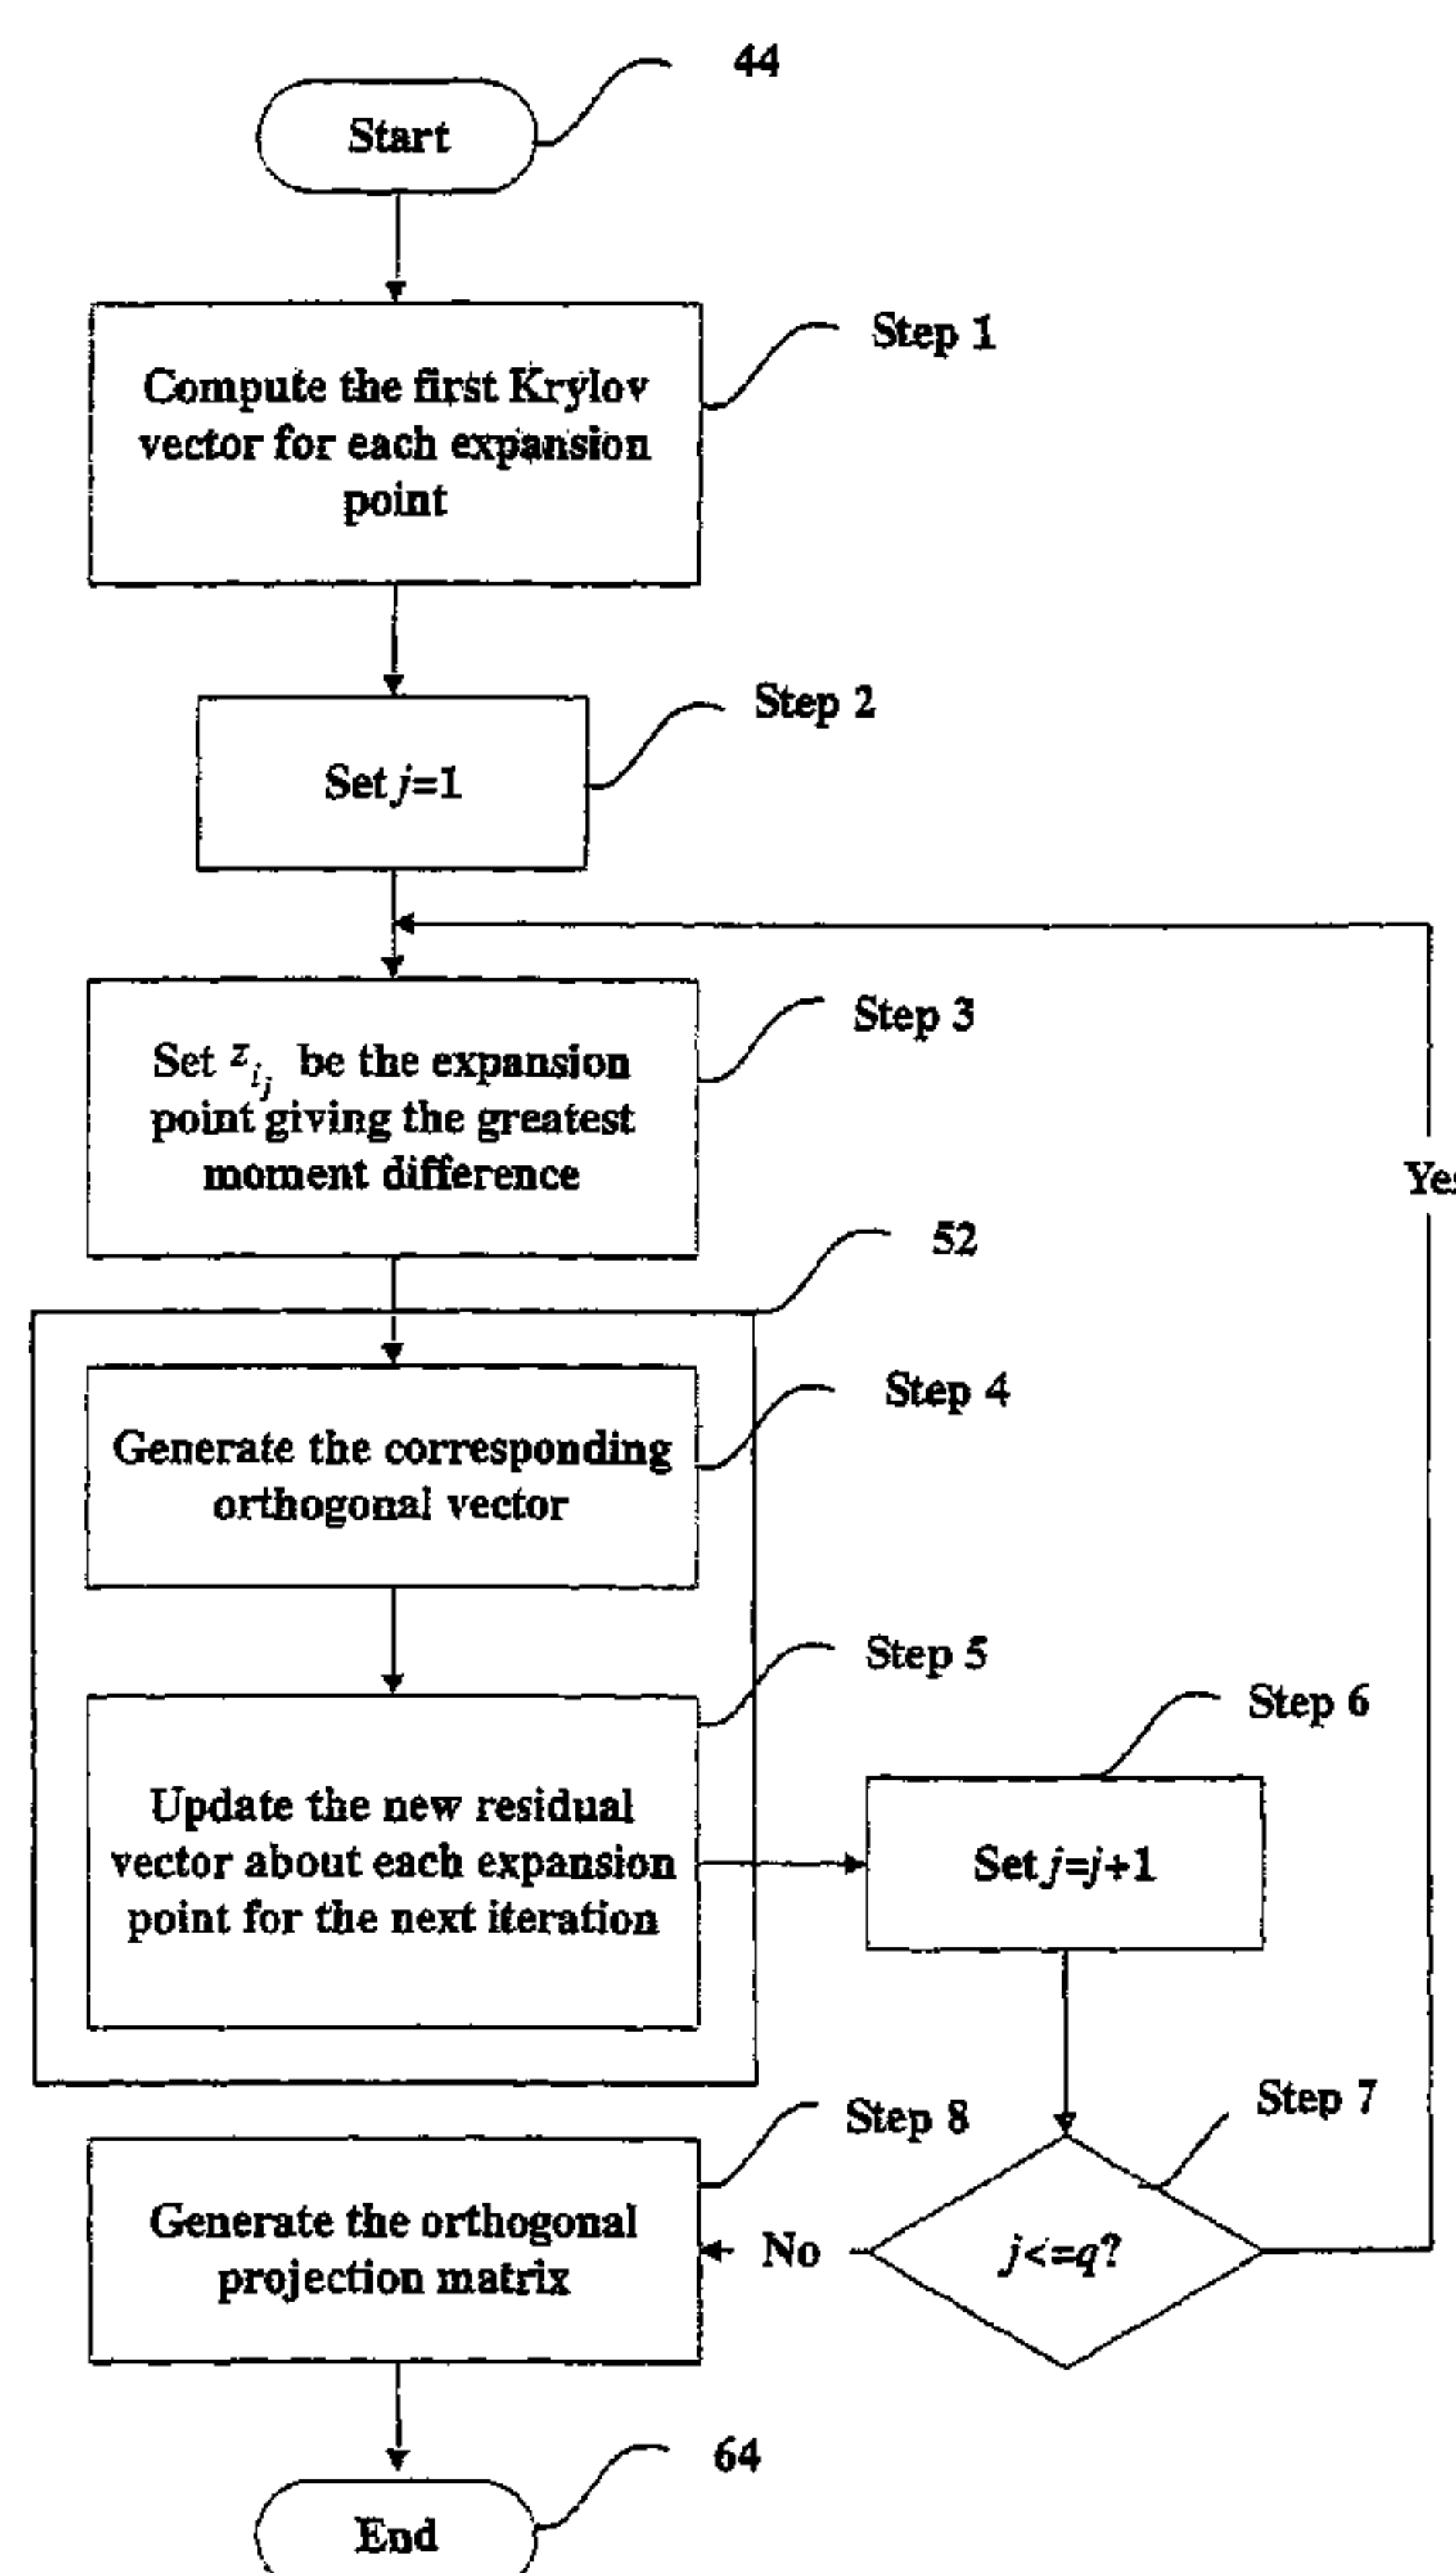 44
Start
Step 1
Compute the first Krylov
vector for each expansion
point
Step 2
Set j=1
Step 3
Set z_{i_j} be the expansion
point giving the greatest
moment difference
Yes
52
Step 4
Generate the corresponding
orthogonal vector
Step 5
Update the new residual
vector about each expansion
point for the next iteration
Step 6
Set j=j+1
Step 7
j<=q?
No
Step 8
Generate the orthogonal
projection matrix
64
End